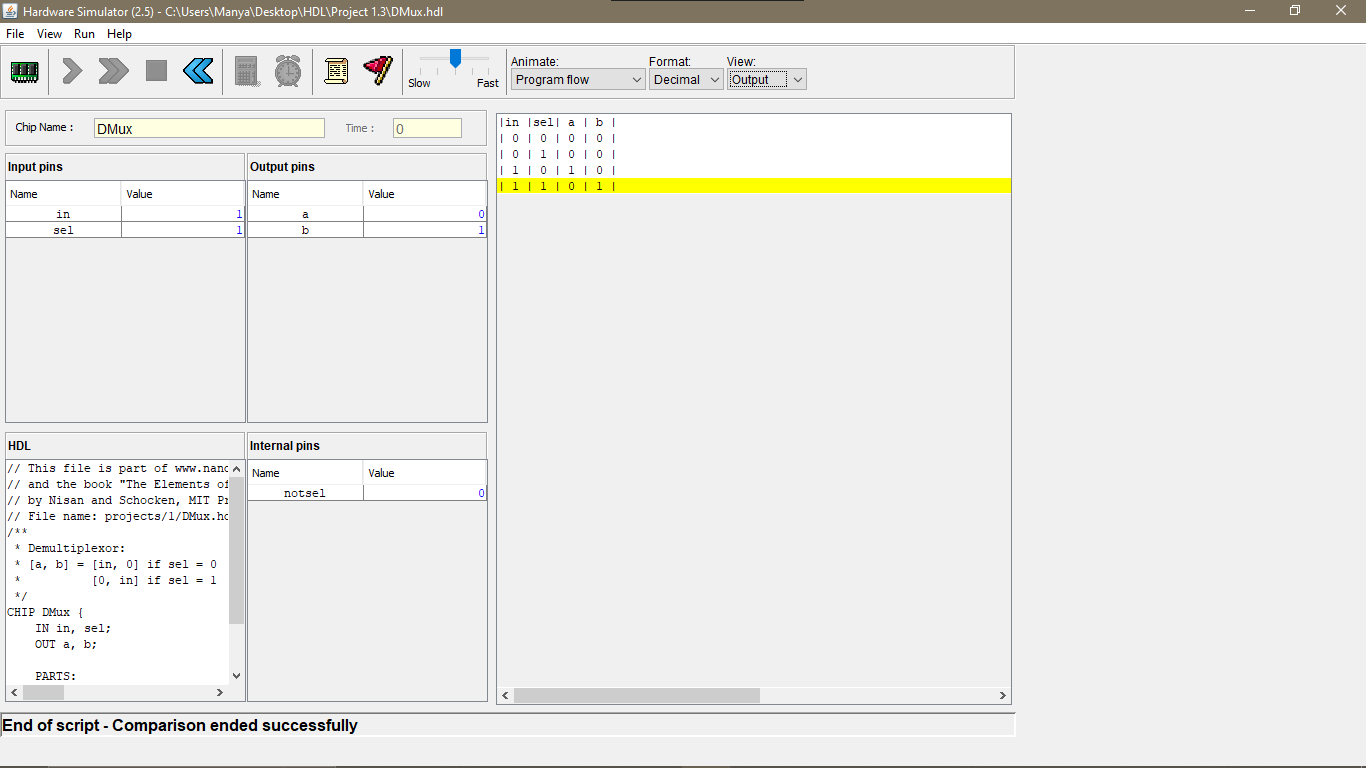 Hardware Simulator (2.5) - C:\Users\Manya\Desktop\HDL\Project 1.3\DMux.hdl
File View Run Help
Animate: Format: View:
Slow Fast Program flow Decimal Output
Chip Name : DMux Time : 0
Input pins
Name Value
in 1
sel 1
Output pins
Name Value
a 0
b 1
|in |sel| a | b |
| 0 | 0 | 0 | 0 |
| 0 | 1 | 0 | 0 |
| 1 | 0 | 1 | 0 |
| 1 | 1 | 0 | 1 |
HDL
// This file is part of www.nand
// and the book "The Elements of
// by Nisan and Schocken, MIT Pr
// File name: projects/1/DMux.hd
/**
* Demultiplexor:
* [a, b] = [in, 0] if sel = 0
* [0, in] if sel = 1
*/
CHIP DMux {
IN in, sel;
OUT a, b;
PARTS:
Internal pins
Name Value
notsel 0
End of script - Comparison ended successfully